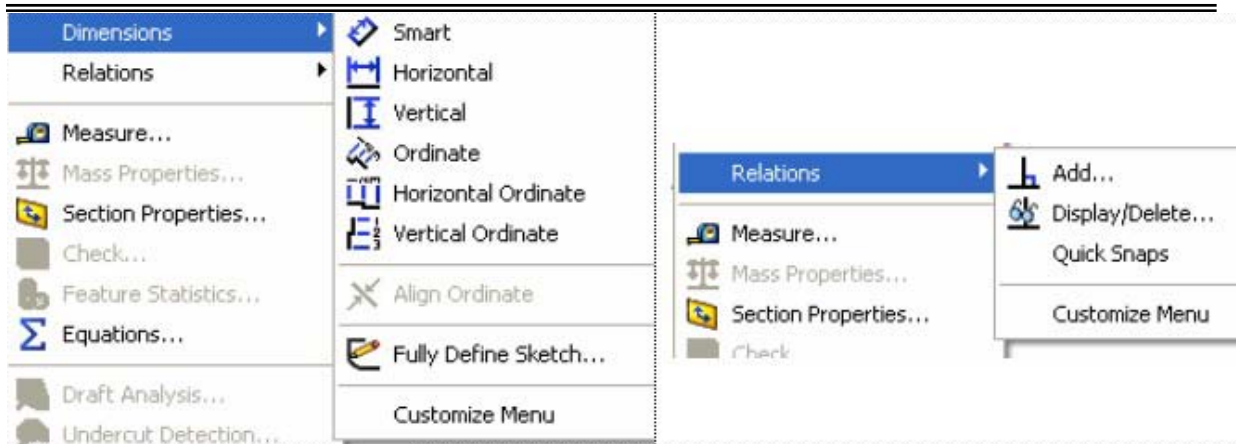 Dimensions
Relations
Measure...
Mass Properties...
Section Properties...
Check...
Feature Statistics...
Equations...
Draft Analysis...
Undercut Detection...
Smart
Horizontal
Vertical
Ordinate
Horizontal Ordinate
Vertical Ordinate
Align Ordinate
Fully Define Sketch...
Customize Menu
Relations
Measure...
Mass Properties...
Section Properties...
Check
Add...
Display/Delete...
Quick Snaps
Customize Menu